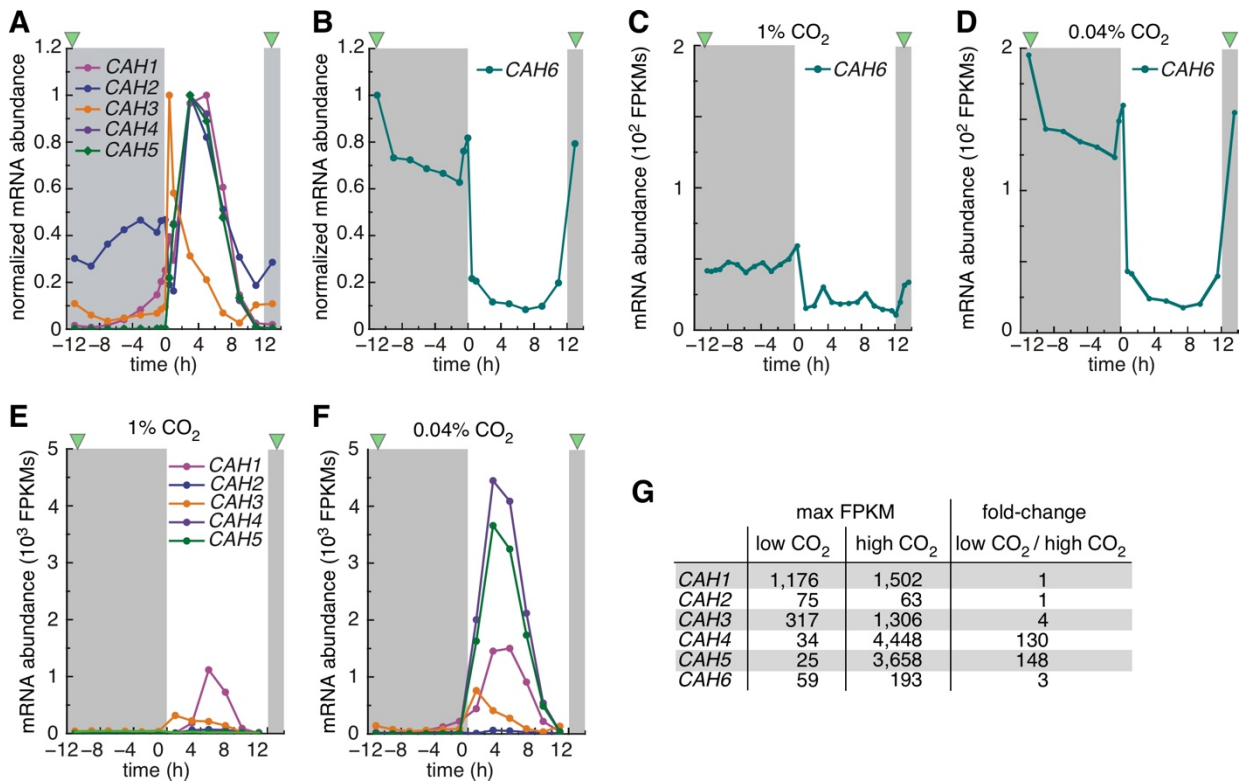 A
1.2
1
0.8
0.6
0.4
0.2
0
normalized mRNA abundance
CAH1
CAH2
CAH3
CAH4
CAH5
−12 −8 −4 0 4 8 12
time (h)
B
1.2
1
0.8
0.6
0.4
0.2
0
normalized mRNA abundance
CAH6
−12 −8 −4 0 4 8 12
time (h)
C
1% CO2
2
1
0
mRNA abundance (10² FPKMs)
CAH6
−12 −8 −4 0 4 8 12
time (h)
D
0.04% CO2
2
1
0
mRNA abundance (10² FPKMs)
CAH6
−12 −8 −4 0 4 8 12
time (h)
E
1% CO2
5
4
3
2
1
0
mRNA abundance (10³ FPKMs)
CAH1
CAH2
CAH3
CAH4
CAH5
−12 −8 −4 0 4 8 12
time (h)
F
0.04% CO2
5
4
3
2
1
0
mRNA abundance (10³ FPKMs)
−12 −8 −4 0 4 8 12
time (h)
G
max FPKM fold-change
low CO2 high CO2 low CO2 / high CO2
CAH1 1,176 1,502 1
CAH2 75 63 1
CAH3 317 1,306 4
CAH4 34 4,448 130
CAH5 25 3,658 148
CAH6 59 193 3